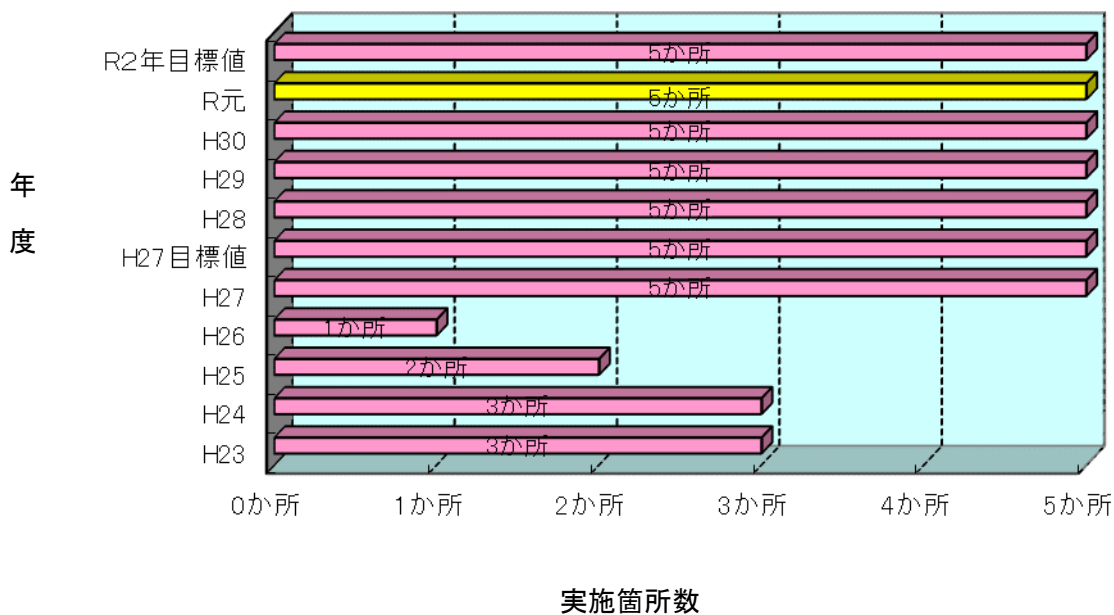 R2年目標値
5か所
R元
5か所
H30
5か所
年
度
H29
5か所
H28
5か所
H27目標値
5か所
H27
5か所
H26
1か所
H25
2か所
H24
3か所
H23
3か所
0か所 1か所 2か所 3か所 4か所 5か所
実施箇所数